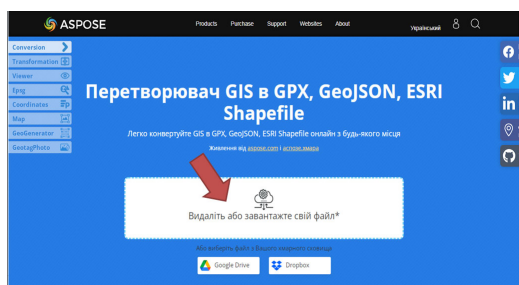 ASPOSE
Products Purchase Support Websites About
Український
Conversion
Transformation
Viewer
Epsg
Coordinates
Map
GeoGenerator
GeotagPhoto
Перетворювач GIS в GPX, GeoJSON, ESRI
Shapefile
Легко конвертуйте GIS в GPX, GeoJSON, ESRI Shapefile онлайн з будь-якого місця
Живлення від aspose.com і aспose.хмара
Видаліть або завантажте свій файл*
Або виберіть файл з Вашого хмарного сховища
Google Drive
Dropbox